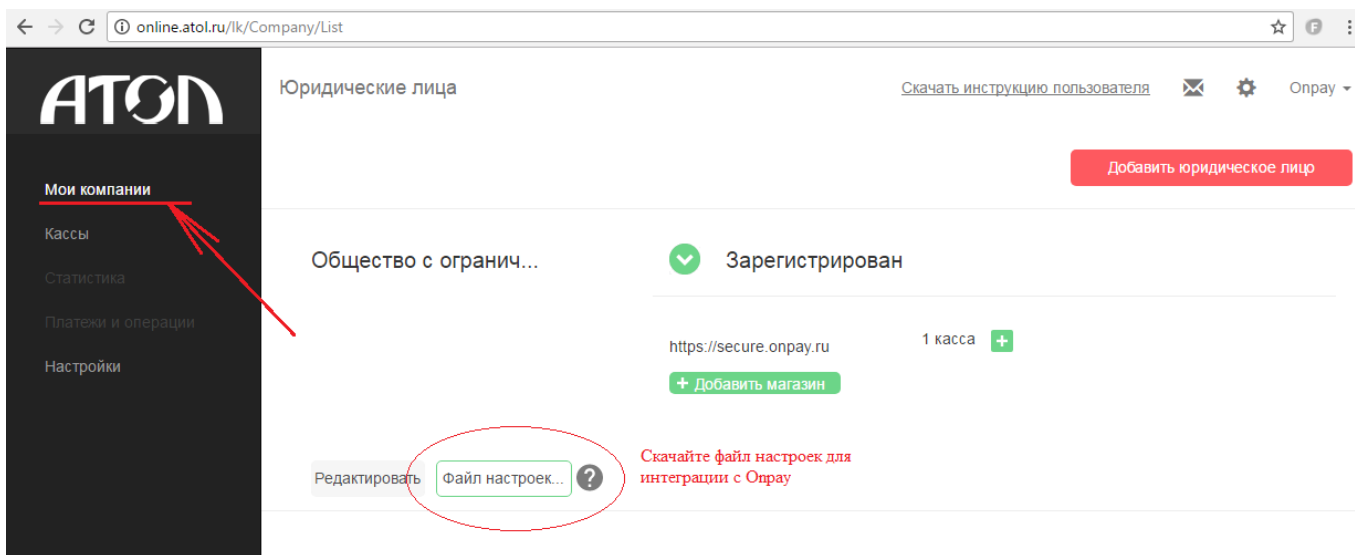 online.atol.ru/lk/Company/List
АТОЛ
Юридические лица
Скачать инструкцию пользователя
Onpay
Добавить юридическое лицо
Мои компании
Кассы
Статистика
Платежи и операции
Настройки
Общество с огранич...
Зарегистрирован
https://secure.onpay.ru
1 касса +
+ Добавить магазин
Редактировать
Файл настроек...
?
Скачайте файл настроек для
интеграции с Onpay